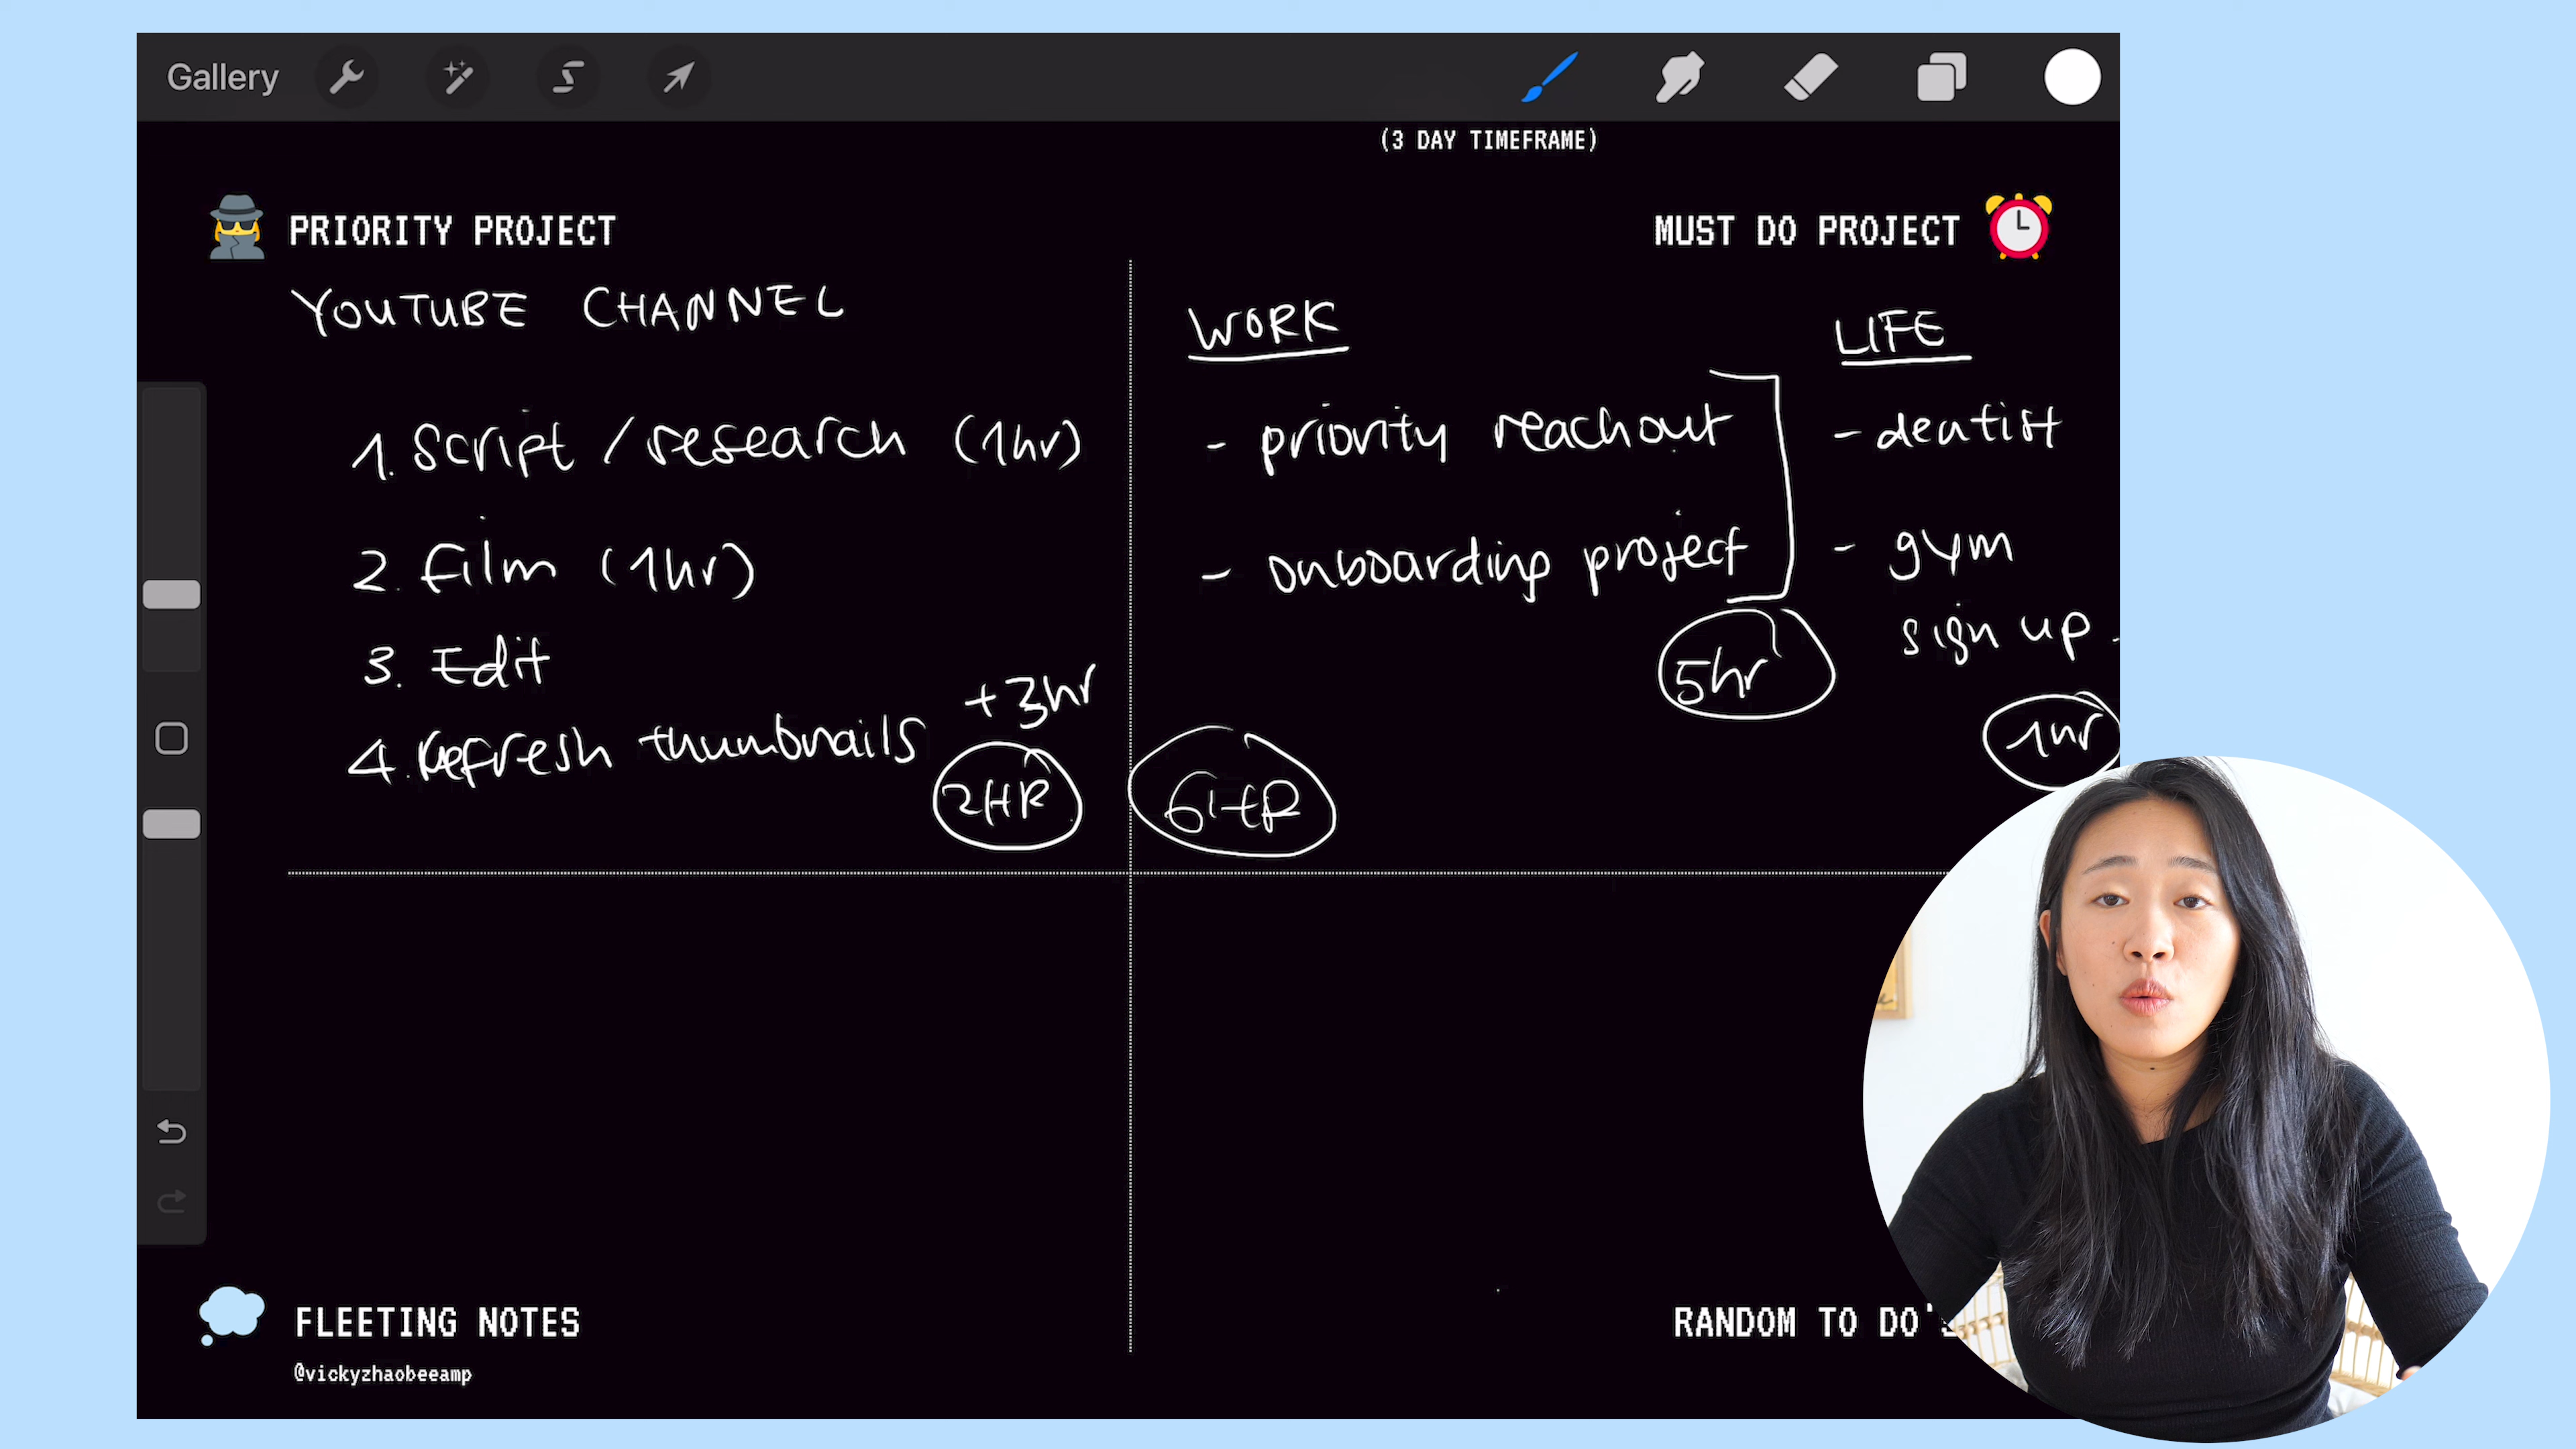 Gallery
(3 DAY TIMEFRAME)
PRIORITY PROJECT
YOUTUBE CHANNEL
1. Script / research (1hr)
2. film (1hr)
3. Edit
4. Refresh thumbnails
+3hr
2HR
MUST DO PROJECT
WORK
- priority reachout
- onboarding project
5hr
6HR
LIFE
- dentist
- gym
sign up -
1hr
FLEETING NOTES
@vickyzhaobeeamp
RANDOM TO DO'S